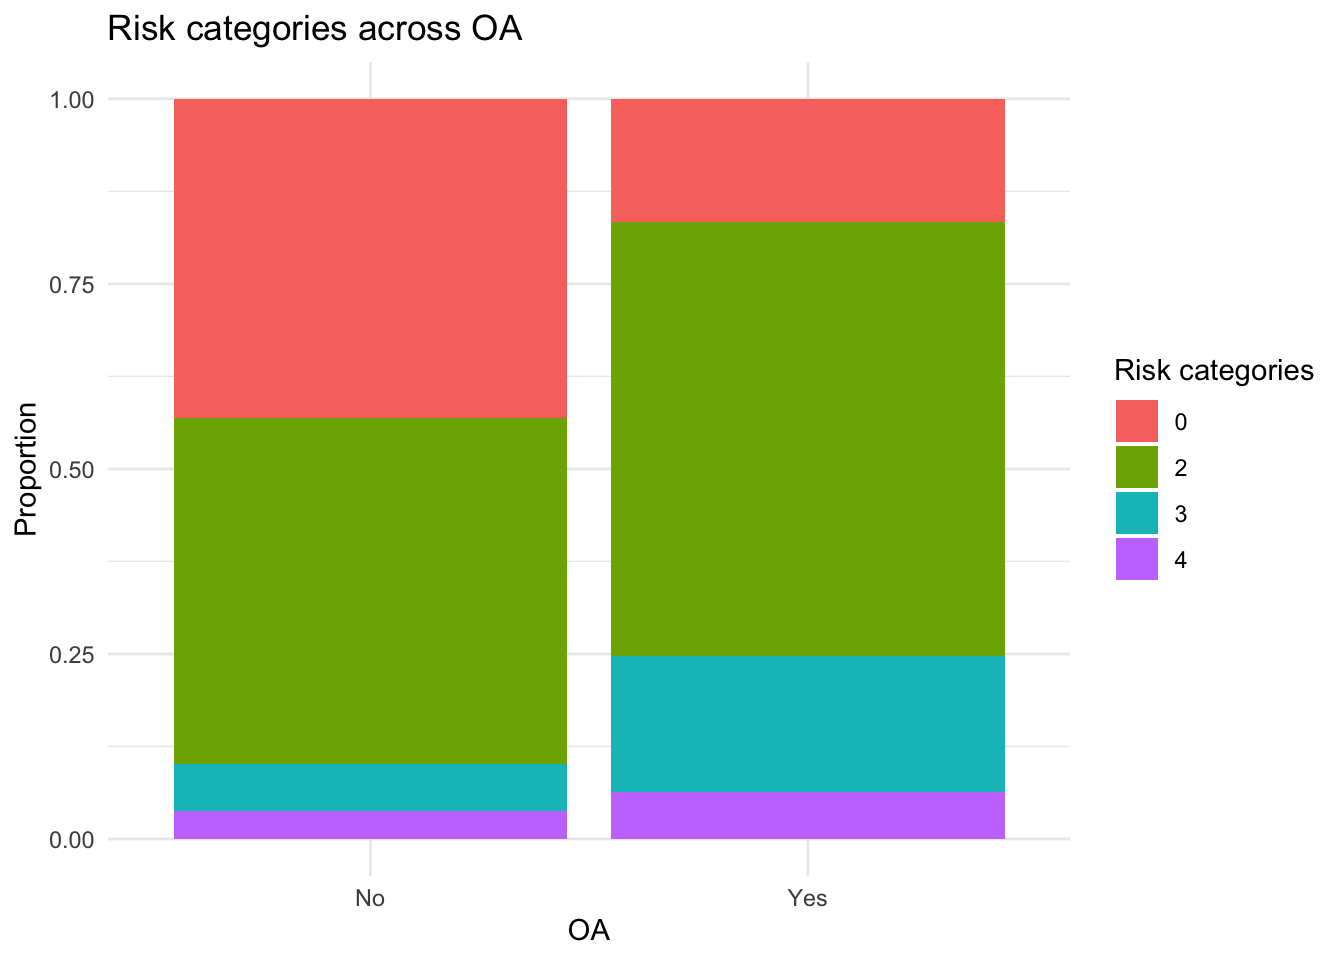 Risk categories across OA
1.00
0.75
0.50
0.25
0.00
Proportion
No
Yes
OA
Risk categories
0
2
3
4